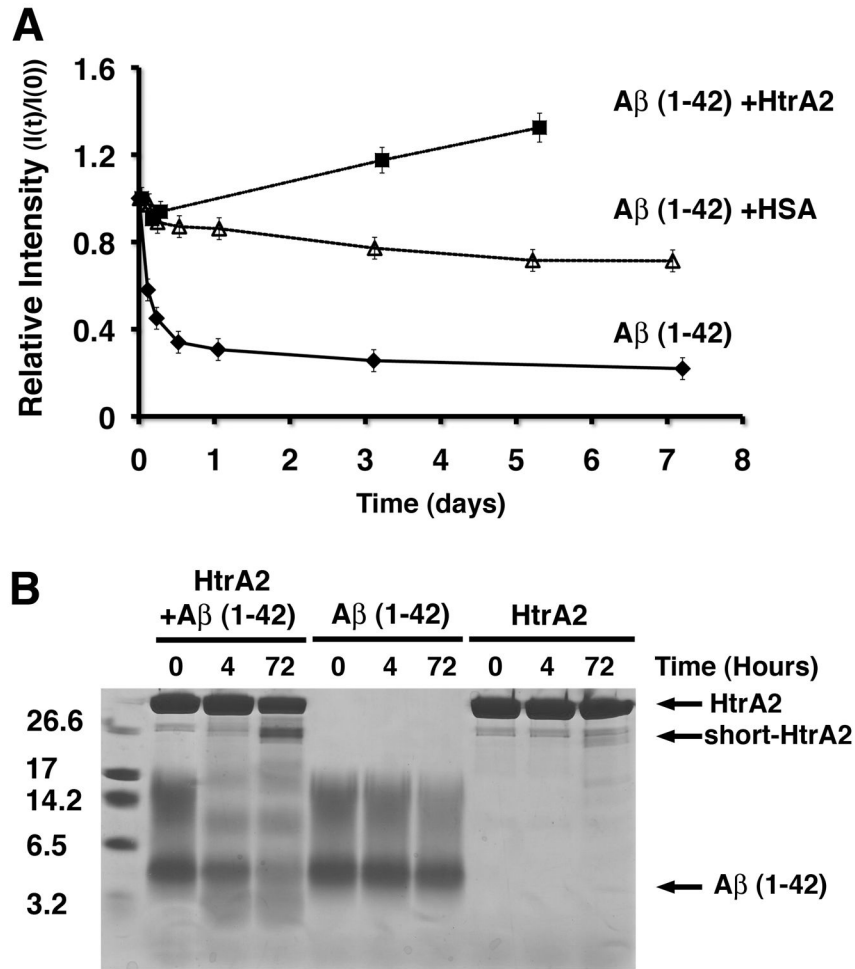 A
Relative Intensity (I(t)/I(0))
1.6
1.2
0.8
0.4
0
0 1 2 3 4 5 6 7 8
Time (days)
Aβ (1-42) +HtrA2
Aβ (1-42) +HSA
Aβ (1-42)
B
HtrA2
+Aβ (1-42)
Aβ (1-42)
HtrA2
0 4 72 0 4 72 0 4 72 Time (Hours)
26.6
17
14.2
6.5
3.2
HtrA2
short-HtrA2
Aβ (1-42)